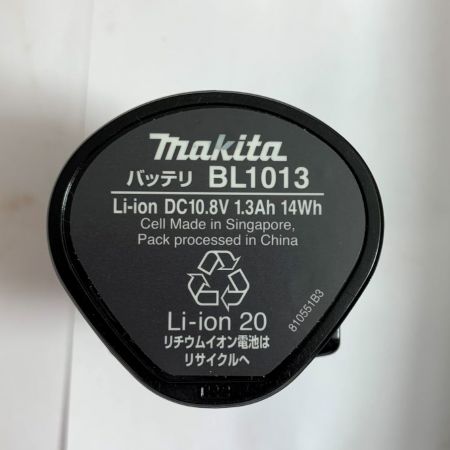 makita
バッテリ BL1013
Li-ion DC10.8V 1.3Ah 14Wh
Cell Made in Singapore,
Pack processed in China
Li-ion 20
リチウムイオン電池は
リサイクルへ
810551B3